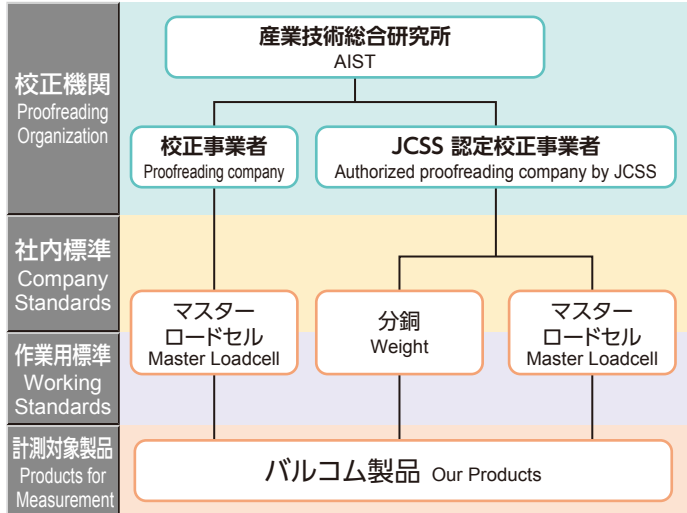 産業技術総合研究所
AIST
校正機関
Proofreading
Organization
校正事業者
Proofreading company
JCSS 認定校正事業者
Authorized proofreading company by JCSS
社内標準
Company
Standards
マスター
ロードセル
Master Loadcell
分銅
Weight
マスター
ロードセル
Master Loadcell
作業用標準
Working
Standards
計測対象製品
Products for
Measurement
バルコム製品 Our Products